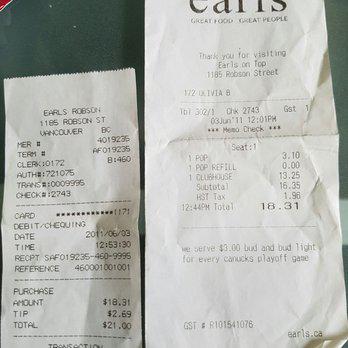 EARLS ROBSON
1185 ROBSON ST
VANCOUVER BC
MER # 4019235
TERM # AF019235
CLERK:0172 B:460
AUTH#:721075
TRANS#:0009995
CHECK#:2743
CARD ************1171
DEBIT/CHEQUING
DATE 2011/06/03
TIME 12:53:30
RECPT SAF019235-460-9995
REFERENCE 460001001001
PURCHASE
AMOUNT $18.31
TIP $2.69
TOTAL $21.00
TRANSACTION
earls
GREAT FOOD GREAT PEOPLE
Thank you for visiting
Earls on Top
1185 Robson Street
172 OLIVIA B
Tbl 302/1 Chk 2743 Gst 1
03Jun'11 12:01PM
*** Memo Check ***
Seat:1
1 POP 3.10
1 POP REFILL 0.00
1 CLUBHOUSE 13.25
Subtotal 16.35
HST Tax 1.96
12:44PM Total 18.31
we serve $3.00 bud and bud light
for every canucks playoff game
GST # R101541076
earls.ca